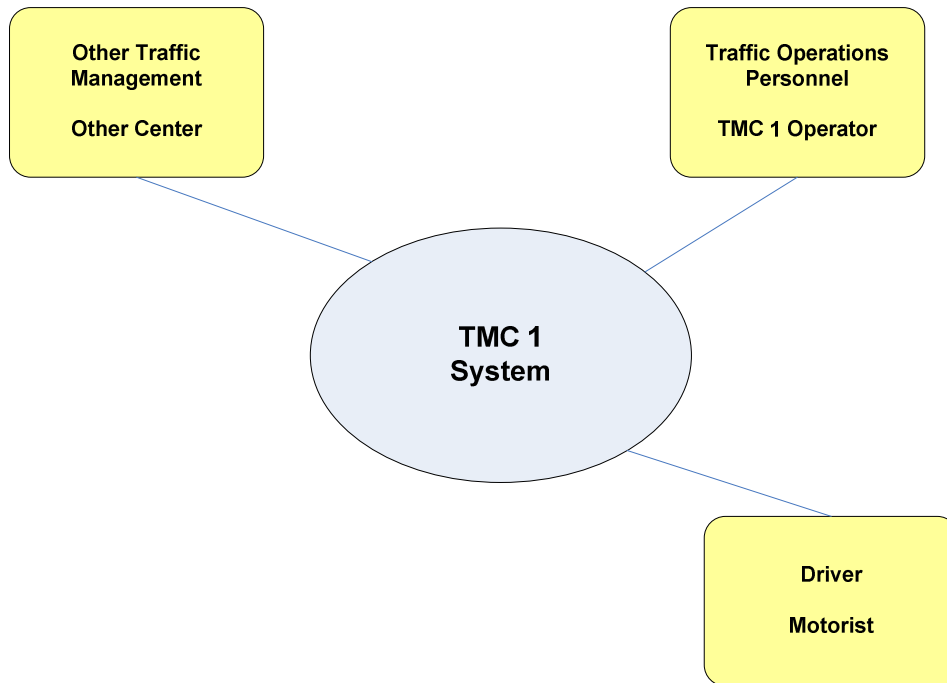 Other Traffic
Management
Other Center
Traffic Operations
Personnel
TMC 1 Operator
TMC 1
System
Driver
Motorist